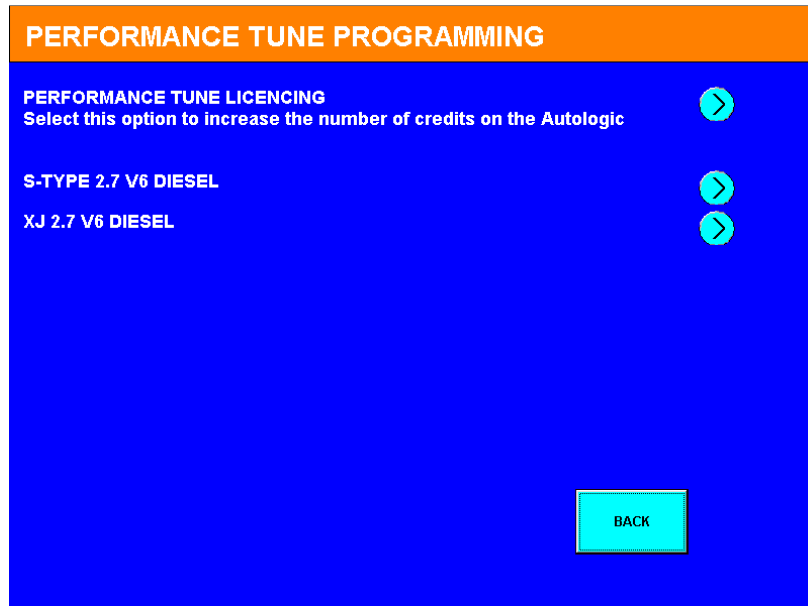 PERFORMANCE TUNE PROGRAMMING
PERFORMANCE TUNE LICENCING
Select this option to increase the number of credits on the Autologic
S-TYPE 2.7 V6 DIESEL
XJ 2.7 V6 DIESEL
BACK